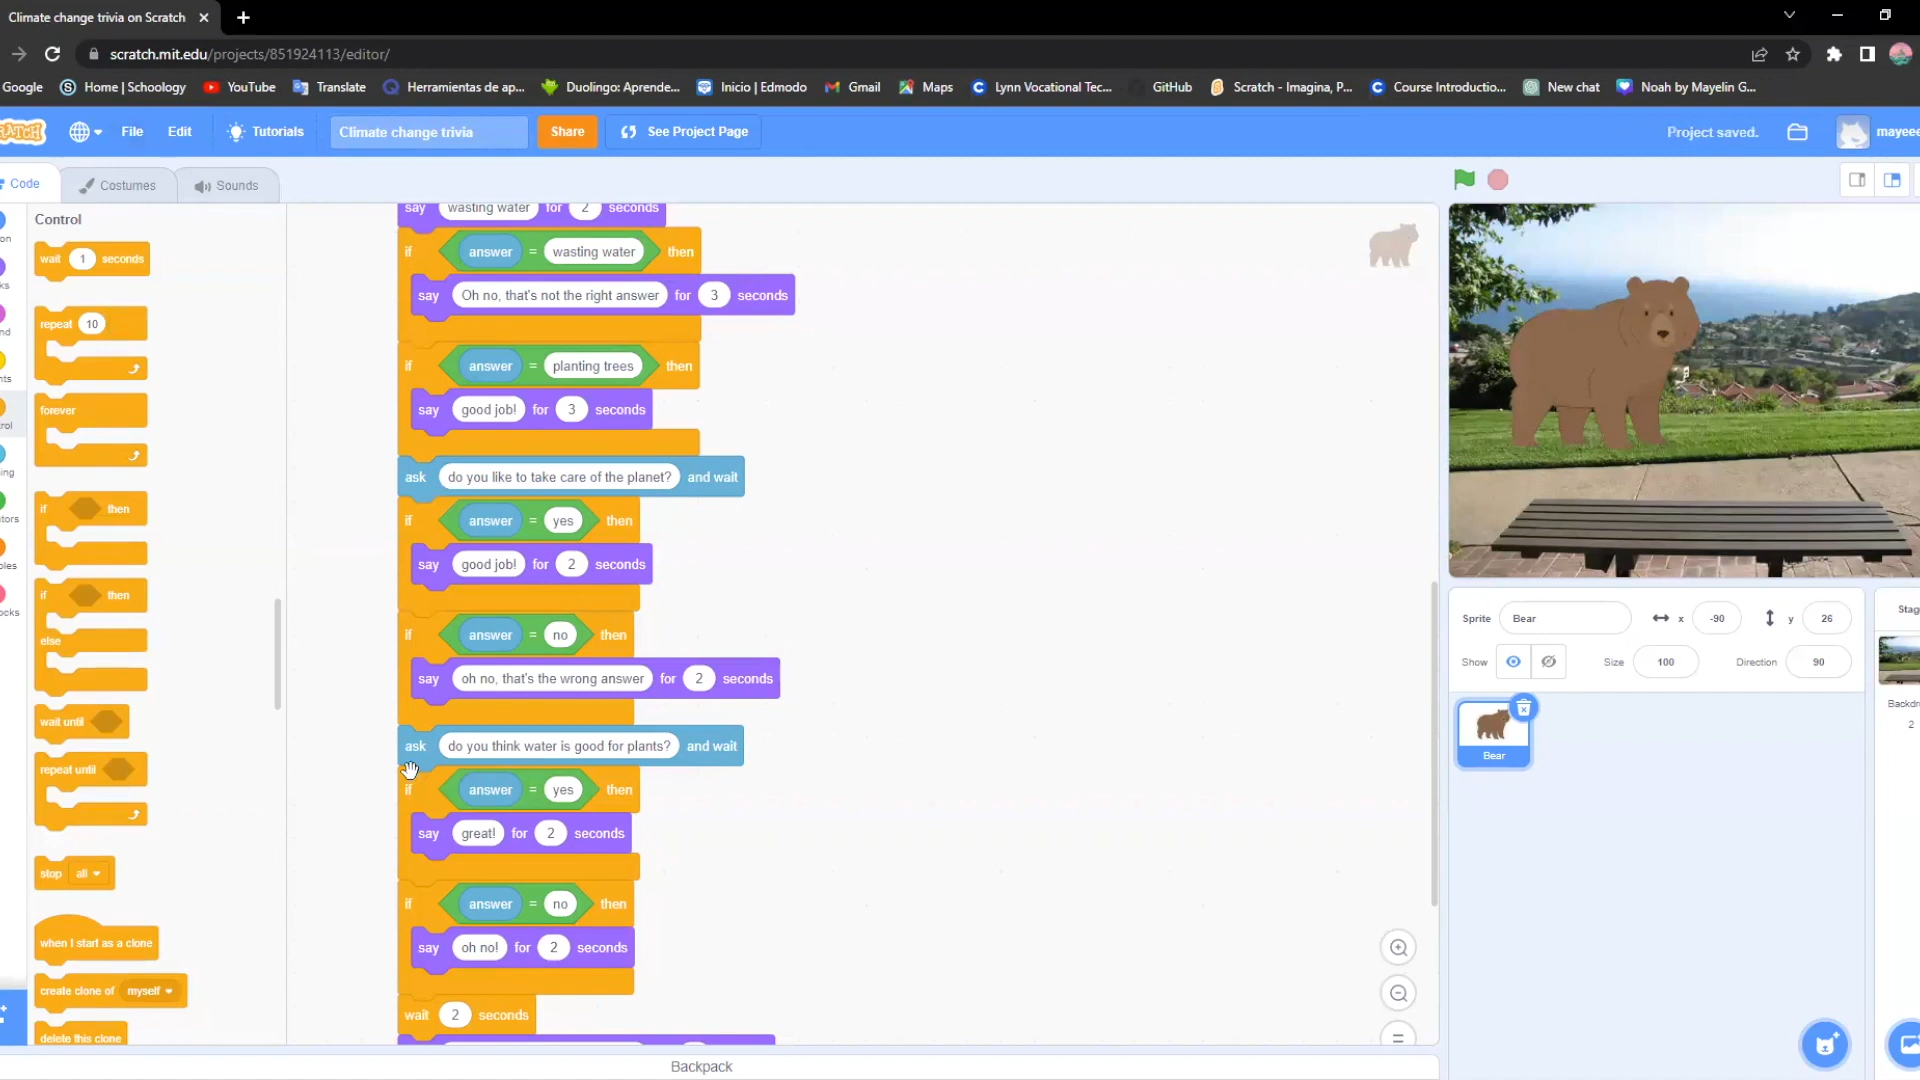 Climate change trivia on Scratch
scratch.mit.edu/projects/851924113/editor/
Google Home | Schoology YouTube Translate Herramientas de ap... Duolingo: Aprende... Inicio | Edmodo Gmail Maps Lynn Vocational Tec... GitHub Scratch - Imagina, P... Course Introductio... New chat Noah by Mayelin G...
File Edit Tutorials Climate change trivia Share See Project Page Project saved.
Code Costumes Sounds
Control
wait 1 seconds
repeat 10
forever
if then
if then
else
wait until
repeat until
stop all
when I start as a clone
create clone of myself
delete this clone
say wasting water for 2 seconds
if answer = wasting water then
say Oh no, that's not the right answer for 3 seconds
if answer = planting trees then
say good job! for 3 seconds
ask do you like to take care of the planet? and wait
if answer = yes then
say good job! for 2 seconds
if answer = no then
say oh no, that's the wrong answer for 2 seconds
ask do you think water is good for plants? and wait
if answer = yes then
say great! for 2 seconds
if answer = no then
say oh no! for 2 seconds
wait 2 seconds
Backpack
Sprite Bear x -90 y 26
Show Size 100 Direction 90
Bear
2